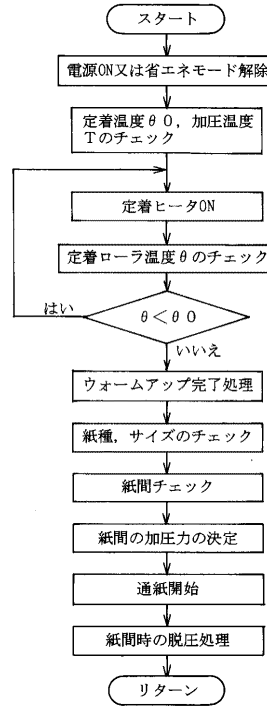 スタート
電源ON又は省エネモード解除
定着温度θ0，加圧温度
Tのチェック
定着ヒータON
定着ローラ温度θのチェック
はい
θ＜θ0
いいえ
ウォームアップ完了処理
紙種，サイズのチェック
紙間チェック
紙間の加圧力の決定
通紙開始
紙間時の脱圧処理
リターン